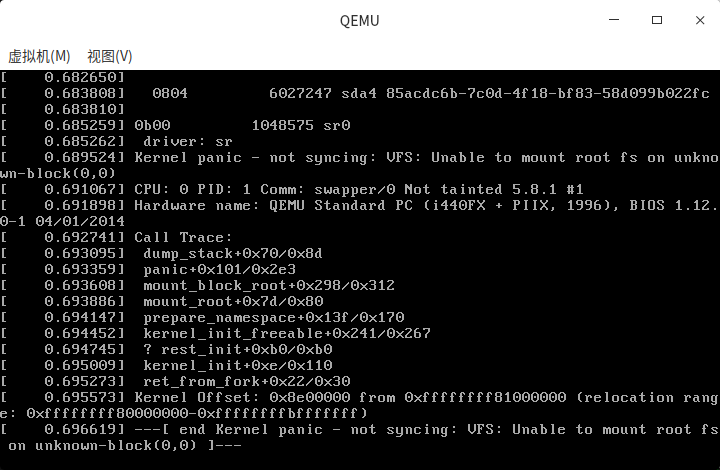 QEMU
虚拟机(M) 视图(V)
[    0.682650]
[    0.683808]   0804         6027247 sda4 85acdc6b-7c0d-4f18-bf83-58d099b022fc
[    0.683810]
[    0.685259] 0b00         1048575 sr0
[    0.685262]  driver: sr
[    0.689524] Kernel panic - not syncing: VFS: Unable to mount root fs on unkno
wn-block(0,0)
[    0.691067] CPU: 0 PID: 1 Comm: swapper/0 Not tainted 5.8.1 #1
[    0.691898] Hardware name: QEMU Standard PC (i440FX + PIIX, 1996), BIOS 1.12.
0-1 04/01/2014
[    0.692741] Call Trace:
[    0.693095]  dump_stack+0x70/0x8d
[    0.693359]  panic+0x101/0x2e3
[    0.693608]  mount_block_root+0x298/0x312
[    0.693886]  mount_root+0x7d/0x80
[    0.694147]  prepare_namespace+0x13f/0x170
[    0.694452]  kernel_init_freeable+0x241/0x267
[    0.694745]  ? rest_init+0xb0/0xb0
[    0.695009]  kernel_init+0xe/0x110
[    0.695273]  ret_from_fork+0x22/0x30
[    0.695573] Kernel Offset: 0x8e00000 from 0xffffffff81000000 (relocation rang
e: 0xffffffff80000000-0xffffffffbfffffff)
[    0.696619] ---[ end Kernel panic - not syncing: VFS: Unable to mount root fs
 on unknown-block(0,0) ]---